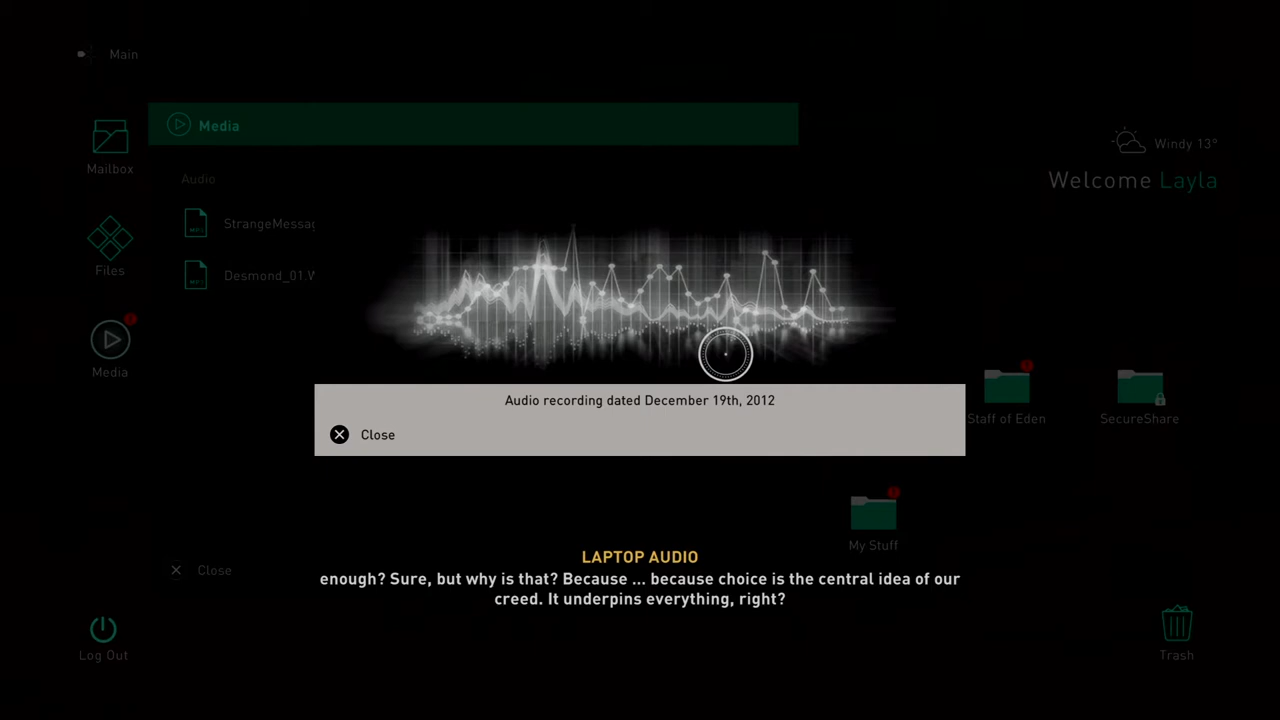 Main
Media
Windy 13°
Mailbox
Audio
Welcome Layla
StrangeMessag
Files
Desmond_01.W
Media
Audio recording dated December 19th, 2012
Staff of Eden
SecureShare
Close
My Stuff
LAPTOP AUDIO
Close
enough? Sure, but why is that? Because ... because choice is the central idea of our
creed. It underpins everything, right?
Log Out
Trash